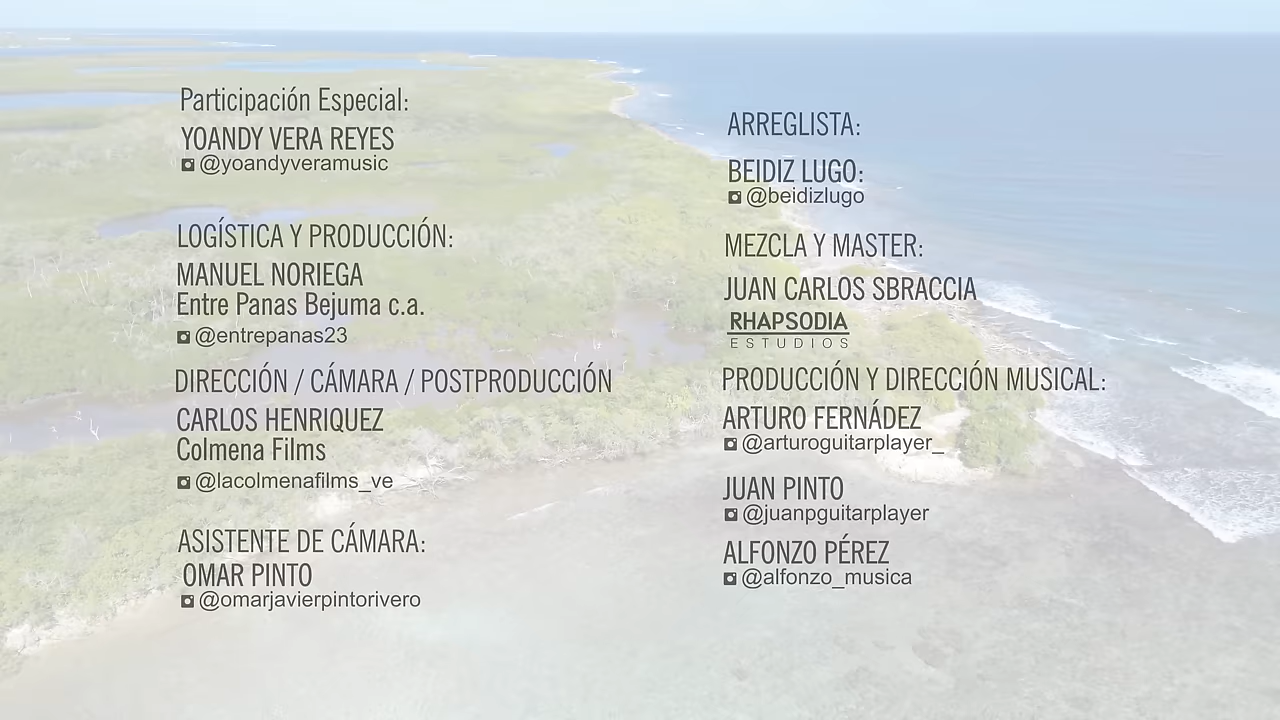 Participación Especial:
YOANDY VERA REYES
@yoandyveramusic
LOGÍSTICA Y PRODUCCIÓN:
MANUEL NORIEGA
Entre Panas Bejuma c.a.
@entrepanas23
DIRECCIÓN / CÁMARA / POSTPRODUCCIÓN
CARLOS HENRIQUEZ
Colmena Films
@lacolmenafilms_ve
ASISTENTE DE CÁMARA:
OMAR PINTO
@omarjavierpintorivero
ARREGLISTA:
BEIDIZ LUGO:
@beidizlugo
MEZCLA Y MASTER:
JUAN CARLOS SBRACCIA
RHAPSODIA
ESTUDIOS
PRODUCCIÓN Y DIRECCIÓN MUSICAL:
ARTURO FERNÁDEZ
@arturoguitarplayer_
JUAN PINTO
@juanpguitarplayer
ALFONZO PÉREZ
@alfonzo_musica